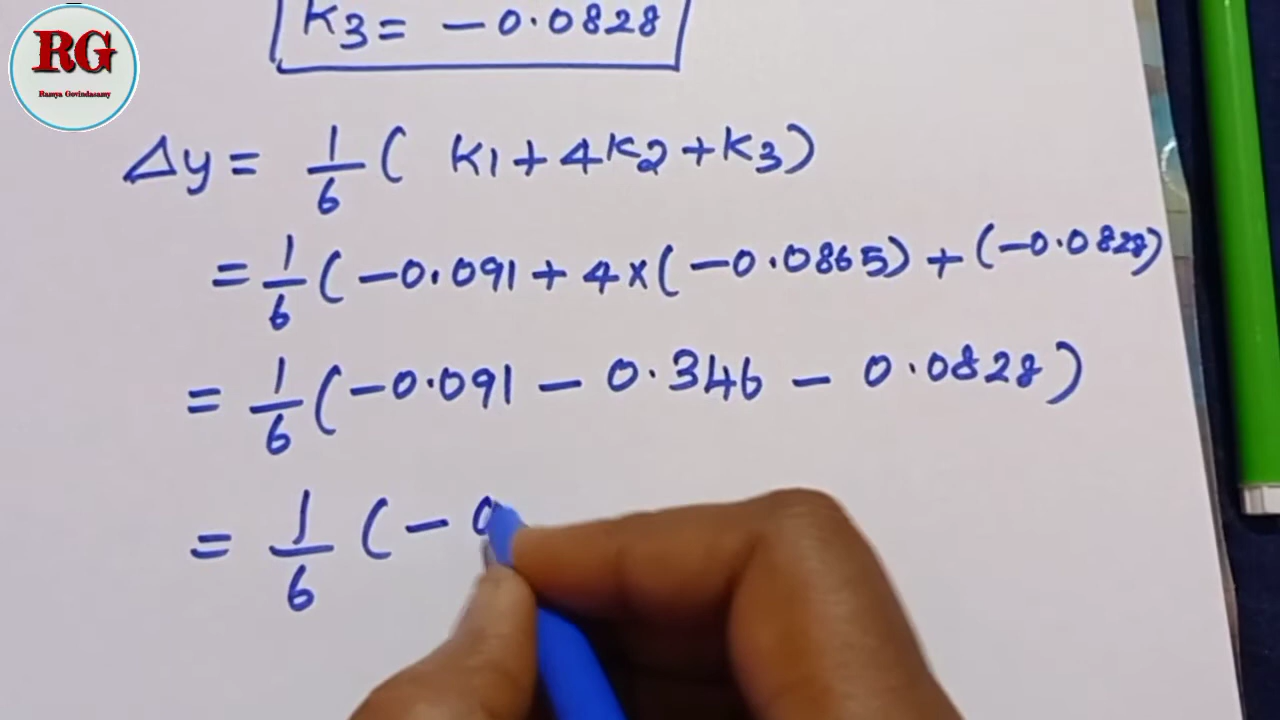 RG
Ramya Govindasamy
K3 = -0.0828
Δy = 1/6 ( K1 + 4K2 + K3)
= 1/6 ( -0.091 + 4×( -0.0865) + (-0.0828)
= 1/6 ( -0.091 - 0.346 - 0.0828 )
= 1/6 ( - 0